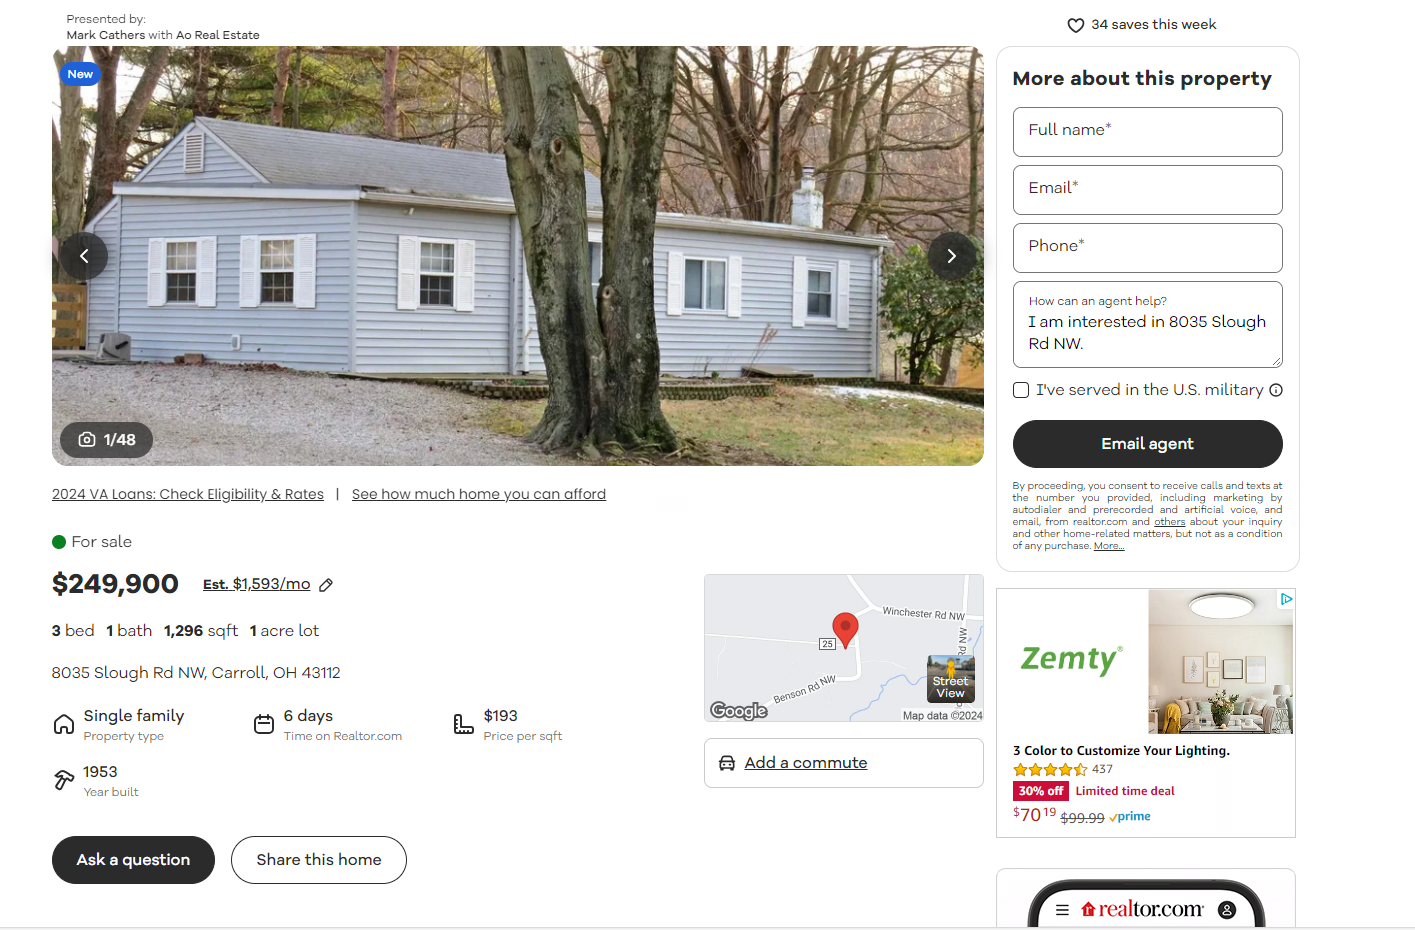 Presented by:
Mark Cathers with Ao Real Estate
34 saves this week
New
1/48
2024 VA Loans: Check Eligibility & Rates | See how much home you can afford
For sale
$249,900 Est. $1,593/mo
3 bed 1 bath 1,296 sqft 1 acre lot
8035 Slough Rd NW, Carroll, OH 43112
Single family
Property type
6 days
Time on Realtor.com
$193
Price per sqft
1953
Year built
Ask a question
Share this home
Winchester Rd NW
25
Rd NW
Benson Rd NW
Street
View
Google
Map data ©2024
Add a commute
More about this property
Full name*
Email*
Phone*
How can an agent help?
I am interested in 8035 Slough
Rd NW.
I've served in the U.S. military
Email agent
By proceeding, you consent to receive calls and texts at
the number you provided, including marketing by
autodialer and prerecorded and artificial voice, and
email, from realtor.com and others about your inquiry
and other home-related matters, but not as a condition
of any purchase. More...
Zemty®
3 Color to Customize Your Lighting.
437
30% off Limited time deal
$70 19 $99.99 prime
realtor.com